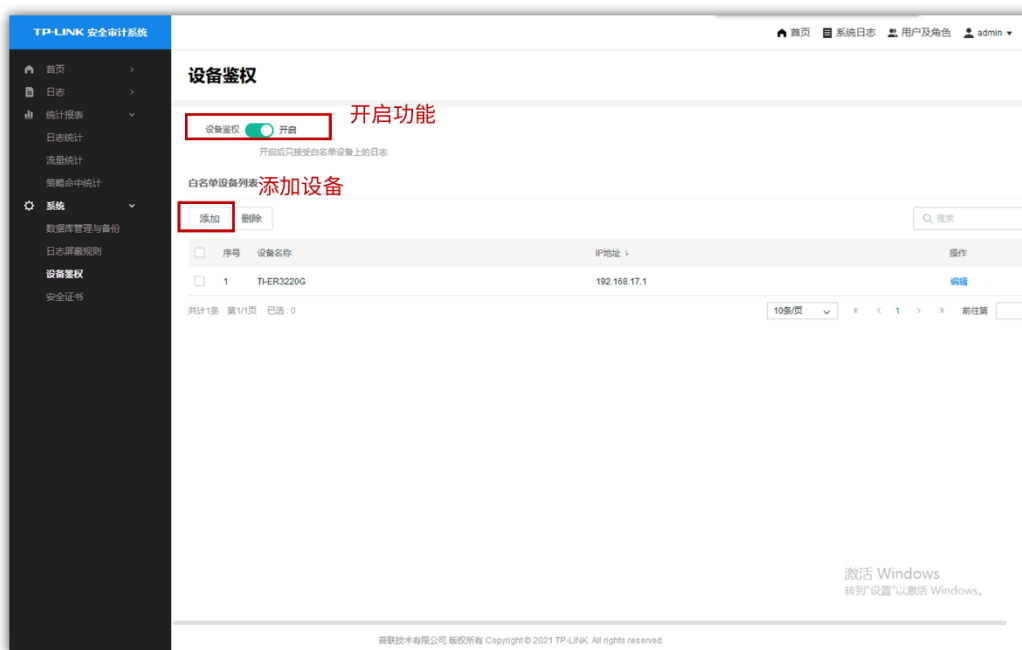 TP-LINK 安全审计系统
首页 系统日志 用户及角色 admin
首页
日志
统计报表
日志统计
流量统计
策略命中统计
系统
数据库管理与备份
日志屏蔽规则
设备鉴权
安全证书
设备鉴权
开启功能
设备鉴权 开启
开启后只接受白名单设备上的日志
白名单设备列表
添加设备
添加 删除 搜索
序号 设备名称 IP地址 操作
1 TI-ER3220G 192.168.17.1 编辑
共计1条 第1/1页 已选 : 0 10条/页 1 前往第
激活 Windows
转到"设置"以激活 Windows。
普联技术有限公司 版权所有 Copyright © 2021 TP-LINK. All rights reserved.